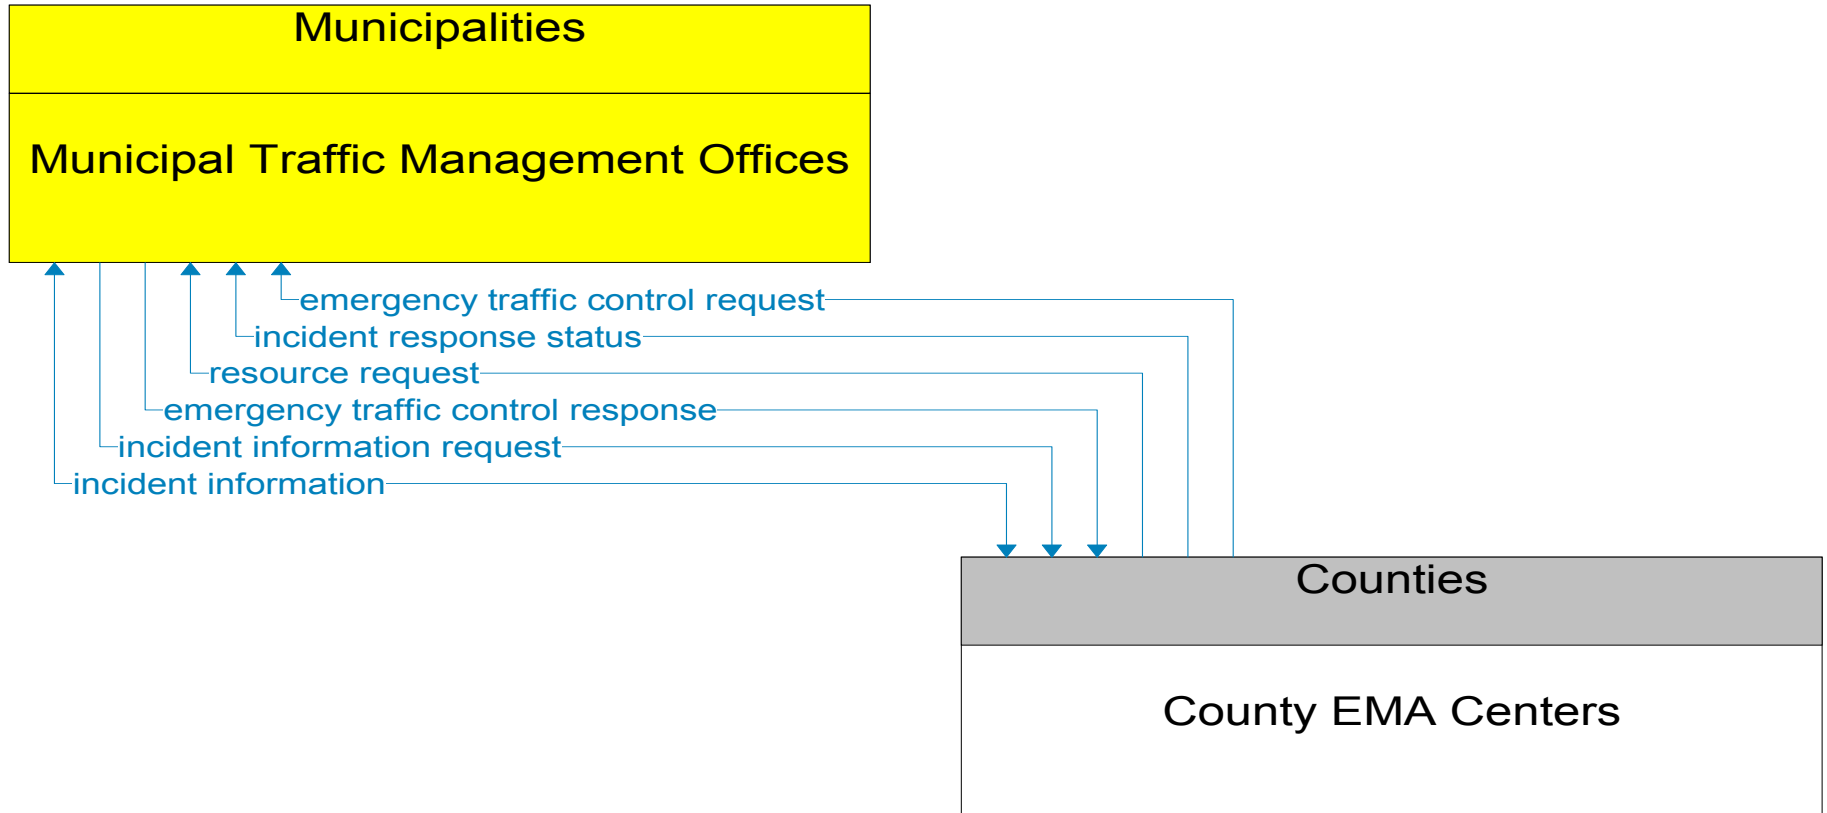 Municipalities
Municipal Traffic Management Offices
emergency traffic control request
incident response status
resource request
emergency traffic control response
incident information request
incident information
Counties
County EMA Centers